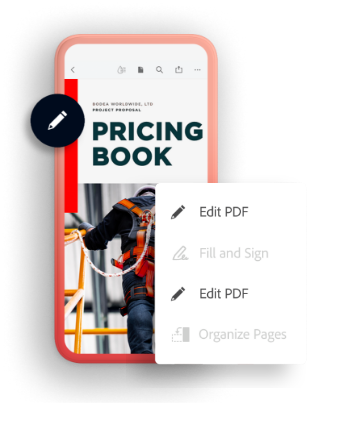 BODEA WORLDWIDE, LTD
PROJECT PROPOSAL
PRICING
BOOK
Edit PDF
Fill and Sign
Edit PDF
Organize Pages